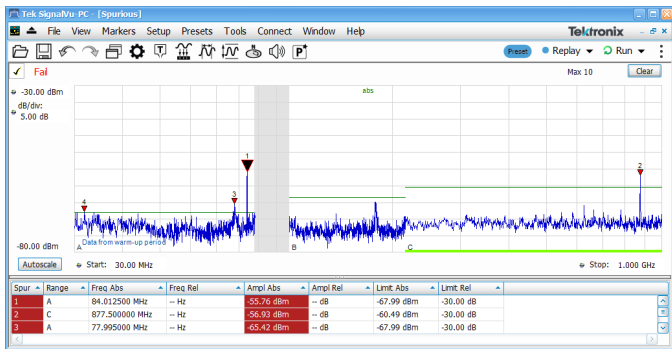 Tek SignalVu-PC - [Spurious]
File View Markers Setup Presets Tools Connect Window Help
Tektronix
Preset Replay Run
Fail
Max 10 Clear
-30.00 dBm
dB/div:
5.00 dB
abs
1
2
3
4
-80.00 dBm
A Data from warm-up period
B
C
Autoscale Start: 30.00 MHz Stop: 1.000 GHz
Spur Range Freq Abs Freq Rel Ampl Abs Ampl Rel Limit Abs Limit Rel
1 A 84.012500 MHz -- Hz -55.76 dBm -- dB -67.99 dBm -30.00 dB
2 C 877.500000 MHz -- Hz -56.93 dBm -- dB -60.49 dBm -30.00 dB
3 A 77.995000 MHz -- Hz -65.42 dBm -- dB -67.99 dBm -30.00 dB